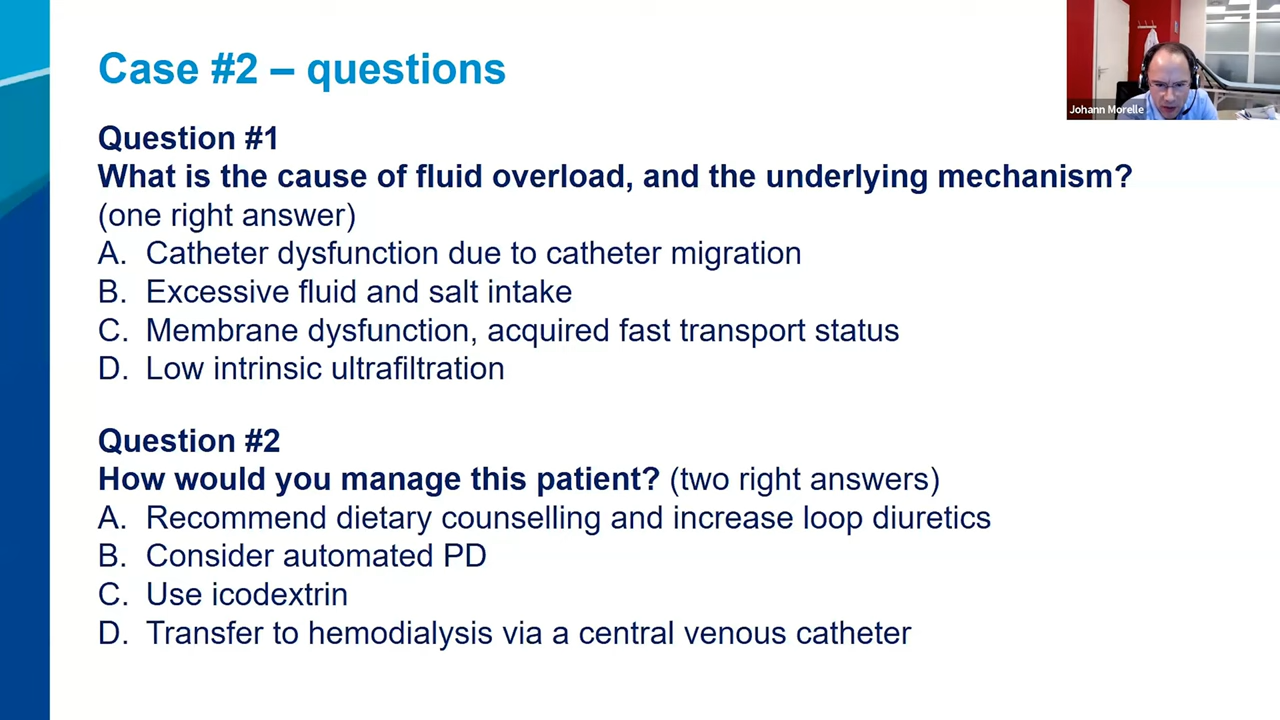 Case #2 – questions
Johann Morelle
Question #1
What is the cause of fluid overload, and the underlying mechanism?
(one right answer)
A. Catheter dysfunction due to catheter migration
B. Excessive fluid and salt intake
C. Membrane dysfunction, acquired fast transport status
D. Low intrinsic ultrafiltration
Question #2
How would you manage this patient? (two right answers)
A. Recommend dietary counselling and increase loop diuretics
B. Consider automated PD
C. Use icodextrin
D. Transfer to hemodialysis via a central venous catheter